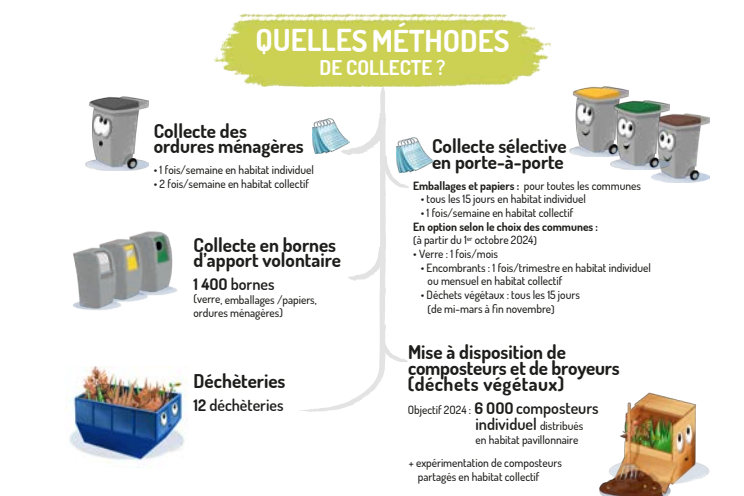 QUELLES MÉTHODES
DE COLLECTE ?
Collecte des
ordures ménagères
• 1 fois/semaine en habitat individuel
• 2 fois/semaine en habitat collectif
Collecte en bornes
d'apport volontaire
1 400 bornes
(verre, emballages /papiers,
ordures ménagères)
Déchèteries
12 déchèteries
Collecte sélective
en porte-à-porte
Emballages et papiers : pour toutes les communes
• tous les 15 jours en habitat individuel
• 1 fois/semaine en habitat collectif
En option selon le choix des communes :
(à partir du 1er octobre 2024)
• Verre : 1 fois/mois
• Encombrants : 1 fois/trimestre en habitat individuel
ou mensuel en habitat collectif
• Déchets végétaux : tous les 15 jours
(de mi-mars à fin novembre)
Mise à disposition de
composteurs et de broyeurs
(déchets végétaux)
Objectif 2024 : 6 000 composteurs
individuel distribués
en habitat pavillonnaire
+ expérimentation de composteurs
partagés en habitat collectif